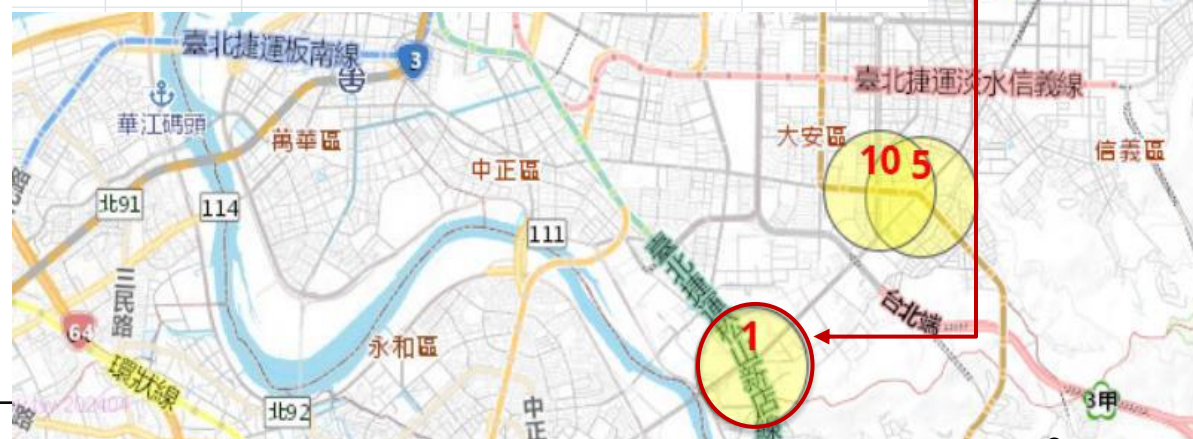 臺北捷運板南線
3
臺北捷運淡水信義線
華江碼頭
萬華區
中正區
大安區
10
5
信義區
北91
114
111
三民路
臺北捷運松山新店線
台北端
1
64
環狀線
永和區
北92
中正
3甲
路